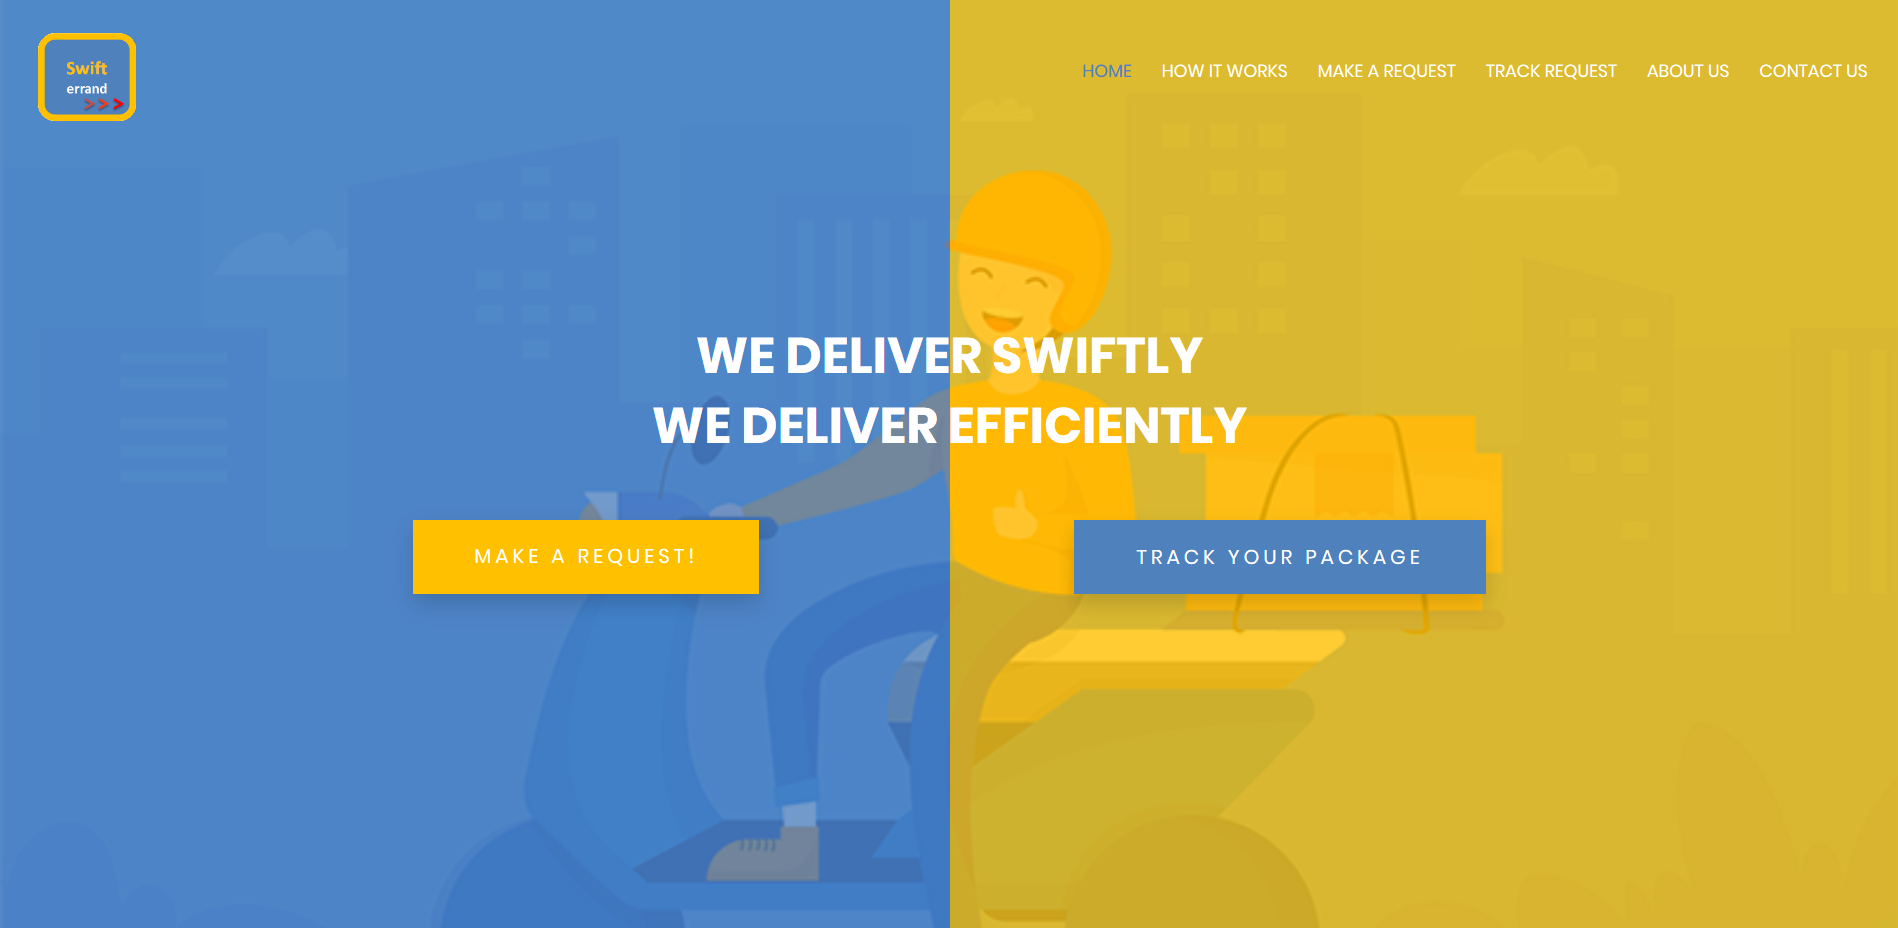 Swift
errand
>>>
HOME HOW IT WORKS MAKE A REQUEST TRACK REQUEST ABOUT US CONTACT US
WE DELIVER SWIFTLY
WE DELIVER EFFICIENTLY
MAKE A REQUEST!
TRACK YOUR PACKAGE